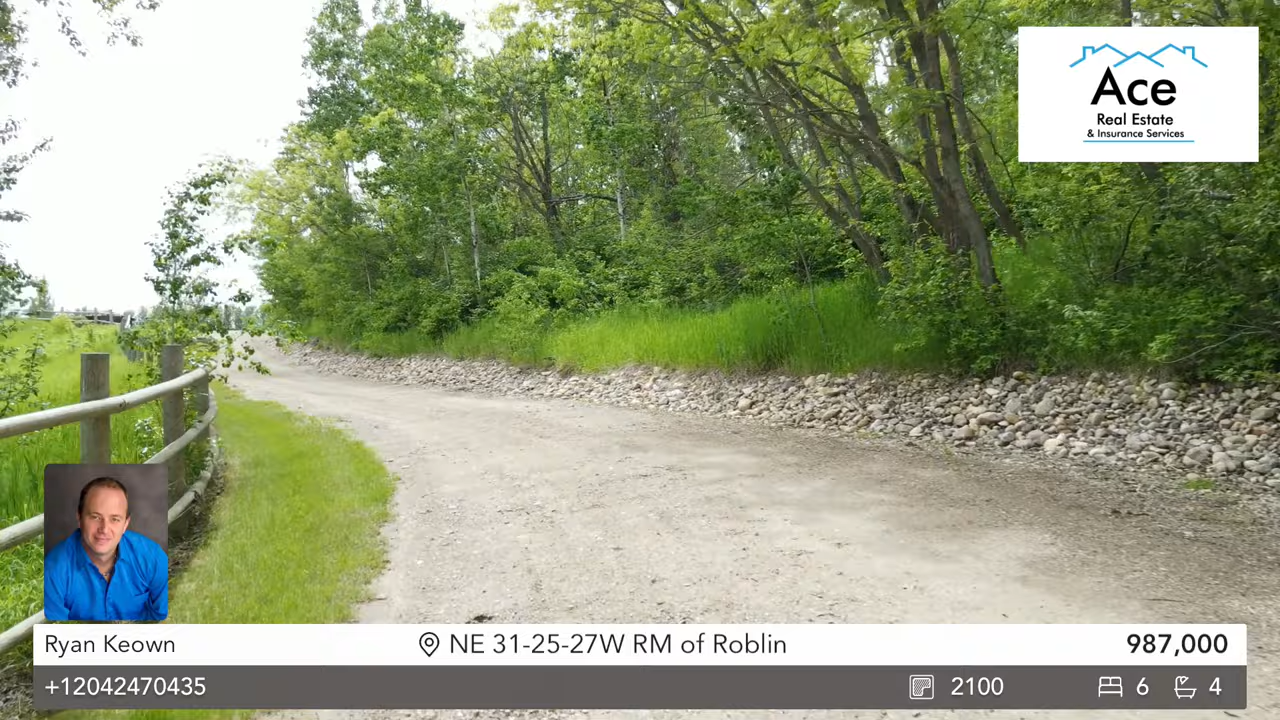 Ace
Real Estate
& Insurance Services
Ryan Keown
NE 31-25-27W RM of Roblin
987,000
+12042470435
2100
6
4